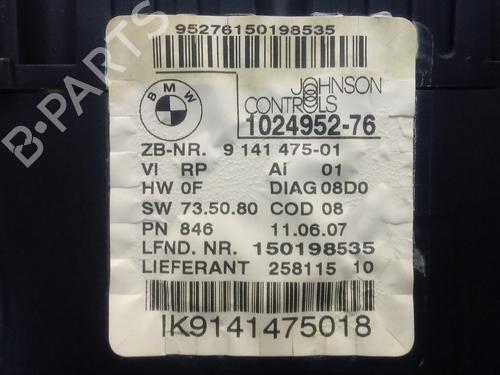 B-PARTS
95276150198535
BMW
JOHNSON
CONTROLS
1024952-76
ZB-NR. 9 141 475-01
VI RP AI 01
HW 0F DIAG 08D0
SW 73.50.80 COD 08
PN 846 11.06.07
LFND. NR. 150198535
LIEFERANT 258115 10
IK9141475018